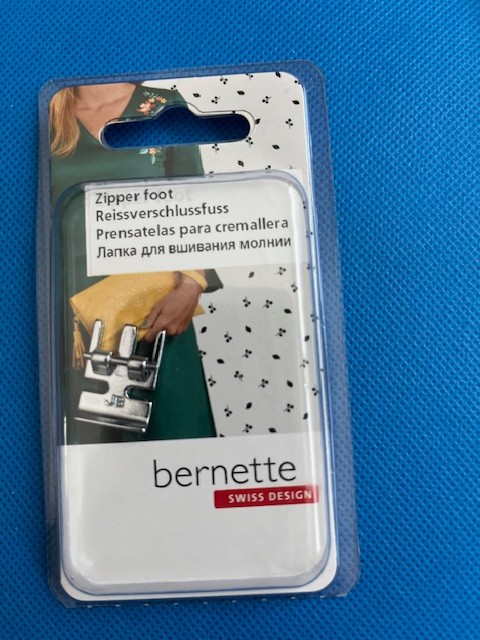 Zipper foot
Reissverschlussfuss
Prensatelas para cremallera
Лапка для вшивания молнии
bernette
SWISS DESIGN